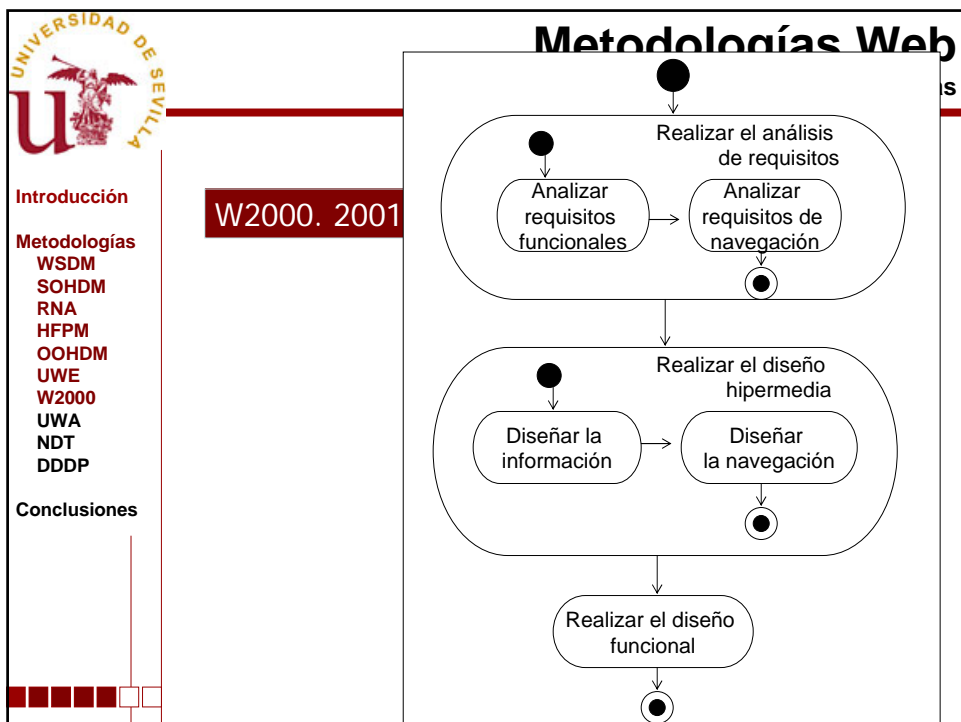 UNIVERSIDAD DE SEVILLA
Metodologías Web
as
Introducción
Metodologías
WSDM
SOHDM
RNA
HFPM
OOHDM
UWE
W2000
UWA
NDT
DDDP
Conclusiones
W2000. 2001
Realizar el análisis
de requisitos
Analizar
requisitos
funcionales
Analizar
requisitos de
navegación
Realizar el diseño
hipermedia
Diseñar la
información
Diseñar
la navegación
Realizar el diseño
funcional